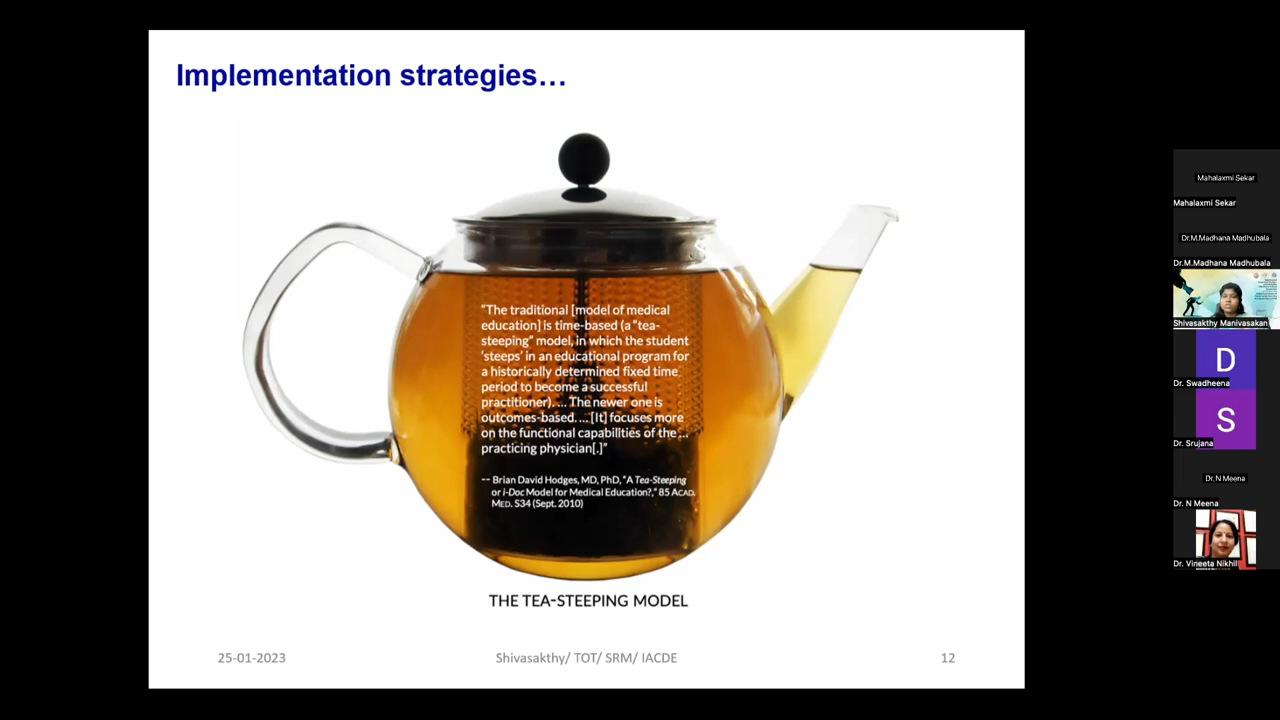 Implementation strategies...
“The traditional [model of medical
education] is time-based (a “tea-
steeping” model, in which the student
‘steeps’ in an educational program for
a historically determined fixed time
period to become a successful
practitioner). ... The newer one is
outcomes-based. ... [It] focuses more
on the functional capabilities of the ...
practicing physician[.]”
-- Brian David Hodges, MD, PhD, “A Tea-Steeping
or i-Doc Model for Medical Education?,” 85 ACAD.
MED. S34 (Sept. 2010)
THE TEA-STEEPING MODEL
25-01-2023
Shivasakthy/ TOT/ SRM/ IACDE
12
Mahalaxmi Sekar
Mahalaxmi Sekar
Dr.M.Madhana Madhubala
Dr.M.Madhana Madhubala
Shivasakthy Manivasakan
D
Dr. Swadheena
S
Dr. Srujana
Dr.N Meena
Dr. N Meena
Dr. Vineeta Nikhil